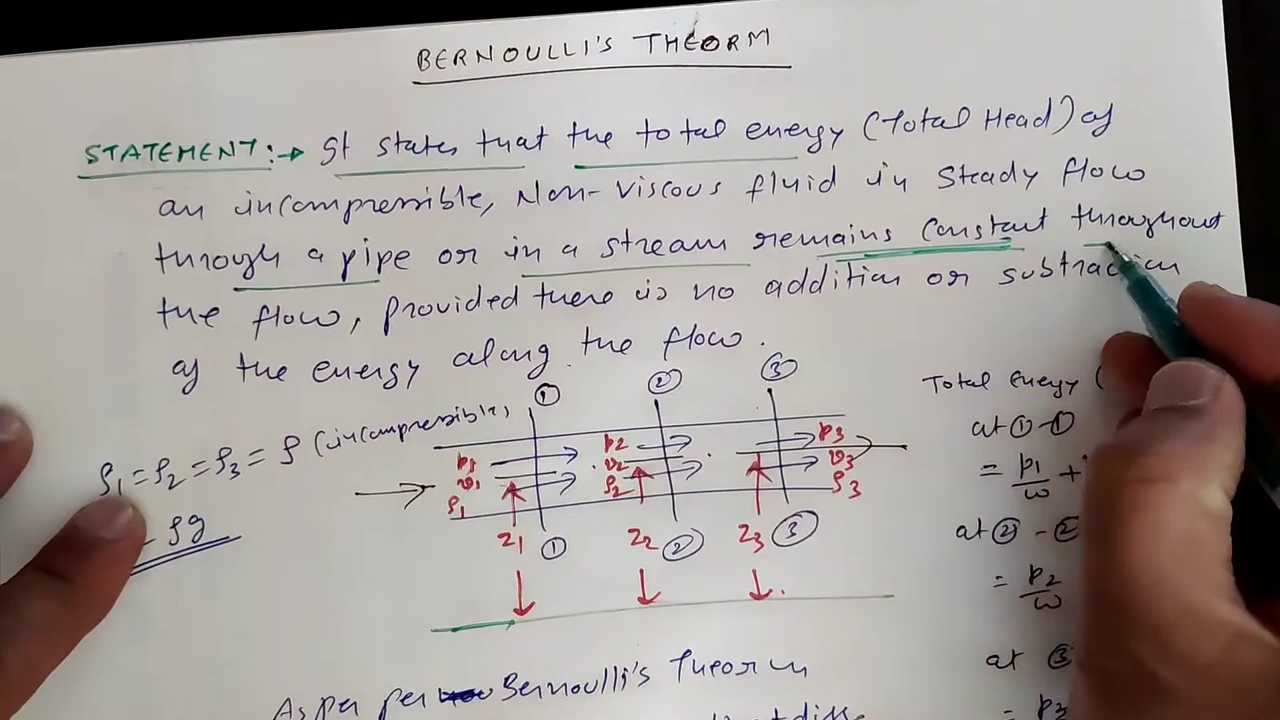 BERNOULLI'S THEORM
STATEMENT:→ It states that the total energy (Total Head) of
an incompressible, Non-viscous fluid in steady flow
through a pipe or in a stream remains constant throughout
the flow, provided there is no addition or subtraction
of the energy along the flow.
① ② ③
ρ1 = ρ2 = ρ3 = ρ (incompressible)
p1 p2 p3
v1 v2 v3
ρ1 ρ2 ρ3
z1 ① z2 ② z3 ③
ρg
Total Energy (
at ①-①
= p1/w +
at ②-②
= p2/w
at ③
= p3
As per Bernoulli's Theorm